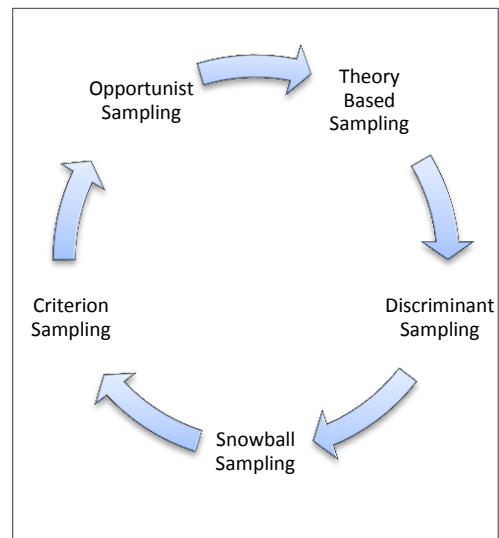 Opportunist
Sampling
Theory
Based
Sampling
Discriminant
Sampling
Snowball
Sampling
Criterion
Sampling